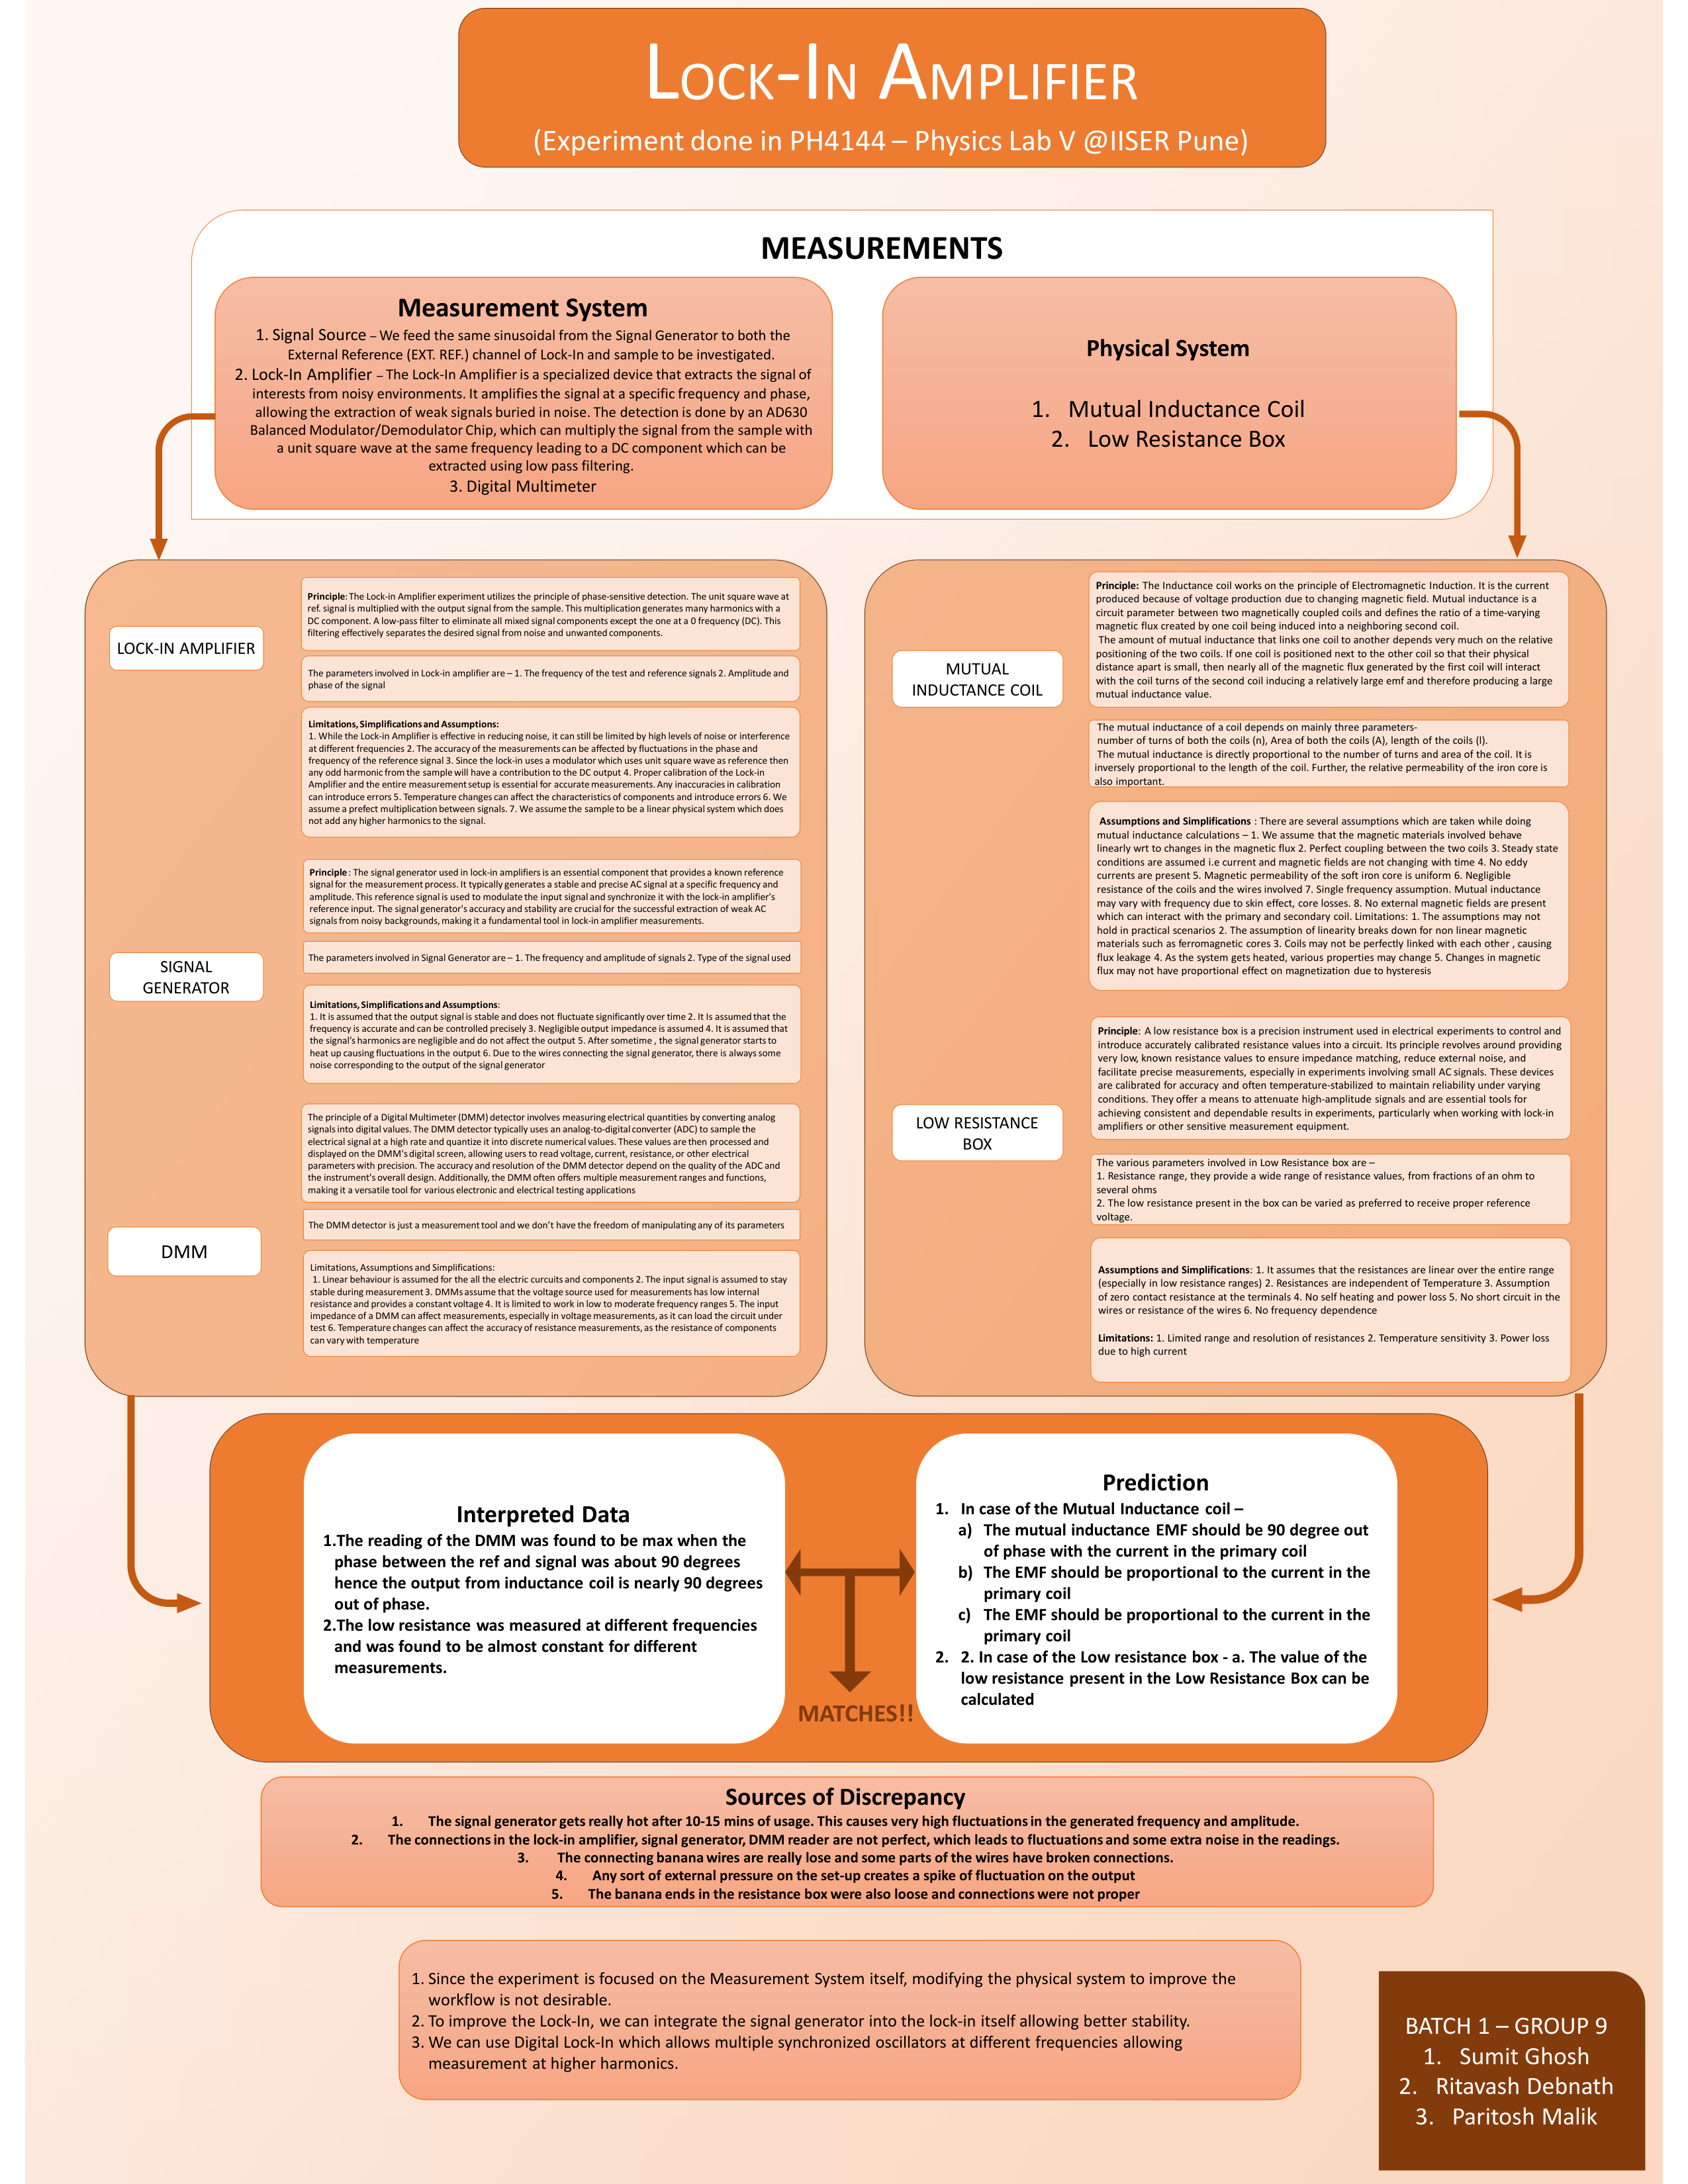 LOCK-IN AMPLIFIER
(Experiment done in PH4144 – Physics Lab V @IISER Pune)
MEASUREMENTS
Measurement System
1. Signal Source – We feed the same sinusoidal from the Signal Generator to both the
External Reference (EXT. REF.) channel of Lock-In and sample to be investigated.
2. Lock-In Amplifier – The Lock-In Amplifier is a specialized device that extracts the signal of
interests from noisy environments. It amplifies the signal at a specific frequency and phase,
allowing the extraction of weak signals buried in noise. The detection is done by an AD630
Balanced Modulator/Demodulator Chip, which can multiply the signal from the sample with
a unit square wave at the same frequency leading to a DC component which can be
extracted using low pass filtering.
3. Digital Multimeter
Physical System
1. Mutual Inductance Coil
2. Low Resistance Box
LOCK-IN AMPLIFIER
Principle: The Lock-in Amplifier experiment utilizes the principle of phase-sensitive detection. The unit square wave at
ref. signal is multiplied with the output signal from the sample. This multiplication generates many harmonics with a
DC component. A low-pass filter to eliminate all mixed signal components except the one at a 0 frequency (DC). This
filtering effectively separates the desired signal from noise and unwanted components.
The parameters involved in Lock-in amplifier are – 1. The frequency of the test and reference signals 2. Amplitude and
phase of the signal
Limitations, Simplifications and Assumptions:
1. While the Lock-in Amplifier is effective in reducing noise, it can still be limited by high levels of noise or interference
at different frequencies 2. The accuracy of the measurements can be affected by fluctuations in the phase and
frequency of the reference signal 3. Since the lock-in uses a modulator which uses unit square wave as reference then
any odd harmonic from the sample will have a contribution to the DC output 4. Proper calibration of the Lock-in
Amplifier and the entire measurement setup is essential for accurate measurements. Any inaccuracies in calibration
can introduce errors 5. Temperature changes can affect the characteristics of components and introduce errors 6. We
assume a prefect multiplication between signals. 7. We assume the sample to be a linear physical system which does
not add any higher harmonics to the signal.
SIGNAL
GENERATOR
Principle : The signal generator used in lock-in amplifiers is an essential component that provides a known reference
signal for the measurement process. It typically generates a stable and precise AC signal at a specific frequency and
amplitude. This reference signal is used to modulate the input signal and synchronize it with the lock-in amplifier's
reference input. The signal generator's accuracy and stability are crucial for the successful extraction of weak AC
signals from noisy backgrounds, making it a fundamental tool in lock-in amplifier measurements.
The parameters involved in Signal Generator are – 1. The frequency and amplitude of signals 2. Type of the signal used
Limitations, Simplifications and Assumptions:
1. It is assumed that the output signal is stable and does not fluctuate significantly over time 2. It Is assumed that the
frequency is accurate and can be controlled precisely 3. Negligible output impedance is assumed 4. It is assumed that
the signal's harmonics are negligible and do not affect the output 5. After sometime , the signal generator starts to
heat up causing fluctuations in the output 6. Due to the wires connecting the signal generator, there is always some
noise corresponding to the output of the signal generator
DMM
The principle of a Digital Multimeter (DMM) detector involves measuring electrical quantities by converting analog
signals into digital values. The DMM detector typically uses an analog-to-digital converter (ADC) to sample the
electrical signal at a high rate and quantize it into discrete numerical values. These values are then processed and
displayed on the DMM's digital screen, allowing users to read voltage, current, resistance, or other electrical
parameters with precision. The accuracy and resolution of the DMM detector depend on the quality of the ADC and
the instrument's overall design. Additionally, the DMM often offers multiple measurement ranges and functions,
making it a versatile tool for various electronic and electrical testing applications
The DMM detector is just a measurement tool and we don't have the freedom of manipulating any of its parameters
Limitations, Assumptions and Simplifications:
1. Linear behaviour is assumed for the all the electric curcuits and components 2. The input signal is assumed to stay
stable during measurement 3. DMMs assume that the voltage source used for measurements has low internal
resistance and provides a constant voltage 4. It is limited to work in low to moderate frequency ranges 5. The input
impedance of a DMM can affect measurements, especially in voltage measurements, as it can load the circuit under
test 6. Temperature changes can affect the accuracy of resistance measurements, as the resistance of components
can vary with temperature
MUTUAL
INDUCTANCE COIL
Principle: The Inductance coil works on the principle of Electromagnetic Induction. It is the current
produced because of voltage production due to changing magnetic field. Mutual inductance is a
circuit parameter between two magnetically coupled coils and defines the ratio of a time-varying
magnetic flux created by one coil being induced into a neighboring second coil.
The amount of mutual inductance that links one coil to another depends very much on the relative
positioning of the two coils. If one coil is positioned next to the other coil so that their physical
distance apart is small, then nearly all of the magnetic flux generated by the first coil will interact
with the coil turns of the second coil inducing a relatively large emf and therefore producing a large
mutual inductance value.
The mutual inductance of a coil depends on mainly three parameters-
number of turns of both the coils (n), Area of both the coils (A), length of the coils (l).
The mutual inductance is directly proportional to the number of turns and area of the coil. It is
inversely proportional to the length of the coil. Further, the relative permeability of the iron core is
also important.
Assumptions and Simplifications : There are several assumptions which are taken while doing
mutual inductance calculations – 1. We assume that the magnetic materials involved behave
linearly wrt to changes in the magnetic flux 2. Perfect coupling between the two coils 3. Steady state
conditions are assumed i.e current and magnetic fields are not changing with time 4. No eddy
currents are present 5. Magnetic permeability of the soft iron core is uniform 6. Negligible
resistance of the coils and the wires involved 7. Single frequency assumption. Mutual inductance
may vary with frequency due to skin effect, core losses. 8. No external magnetic fields are present
which can interact with the primary and secondary coil. Limitations: 1. The assumptions may not
hold in practical scenarios 2. The assumption of linearity breaks down for non linear magnetic
materials such as ferromagnetic cores 3. Coils may not be perfectly linked with each other , causing
flux leakage 4. As the system gets heated, various properties may change 5. Changes in magnetic
flux may not have proportional effect on magnetization due to hysteresis
LOW RESISTANCE
BOX
Principle: A low resistance box is a precision instrument used in electrical experiments to control and
introduce accurately calibrated resistance values into a circuit. Its principle revolves around providing
very low, known resistance values to ensure impedance matching, reduce external noise, and
facilitate precise measurements, especially in experiments involving small AC signals. These devices
are calibrated for accuracy and often temperature-stabilized to maintain reliability under varying
conditions. They offer a means to attenuate high-amplitude signals and are essential tools for
achieving consistent and dependable results in experiments, particularly when working with lock-in
amplifiers or other sensitive measurement equipment.
The various parameters involved in Low Resistance box are –
1. Resistance range, they provide a wide range of resistance values, from fractions of an ohm to
several ohms
2. The low resistance present in the box can be varied as preferred to receive proper reference
voltage.
Assumptions and Simplifications: 1. It assumes that the resistances are linear over the entire range
(especially in low resistance ranges) 2. Resistances are independent of Temperature 3. Assumption
of zero contact resistance at the terminals 4. No self heating and power loss 5. No short circuit in the
wires or resistance of the wires 6. No frequency dependence
Limitations: 1. Limited range and resolution of resistances 2. Temperature sensitivity 3. Power loss
due to high current
Interpreted Data
1.The reading of the DMM was found to be max when the
phase between the ref and signal was about 90 degrees
hence the output from inductance coil is nearly 90 degrees
out of phase.
2.The low resistance was measured at different frequencies
and was found to be almost constant for different
measurements.
MATCHES!!
Prediction
1. In case of the Mutual Inductance coil –
a) The mutual inductance EMF should be 90 degree out
of phase with the current in the primary coil
b) The EMF should be proportional to the current in the
primary coil
c) The EMF should be proportional to the current in the
primary coil
2. 2. In case of the Low resistance box - a. The value of the
low resistance present in the Low Resistance Box can be
calculated
Sources of Discrepancy
1. The signal generator gets really hot after 10-15 mins of usage. This causes very high fluctuations in the generated frequency and amplitude.
2. The connections in the lock-in amplifier, signal generator, DMM reader are not perfect, which leads to fluctuations and some extra noise in the readings.
3. The connecting banana wires are really lose and some parts of the wires have broken connections.
4. Any sort of external pressure on the set-up creates a spike of fluctuation on the output
5. The banana ends in the resistance box were also loose and connections were not proper
1. Since the experiment is focused on the Measurement System itself, modifying the physical system to improve the
workflow is not desirable.
2. To improve the Lock-In, we can integrate the signal generator into the lock-in itself allowing better stability.
3. We can use Digital Lock-In which allows multiple synchronized oscillators at different frequencies allowing
measurement at higher harmonics.
BATCH 1 – GROUP 9
1. Sumit Ghosh
2. Ritavash Debnath
3. Paritosh Malik